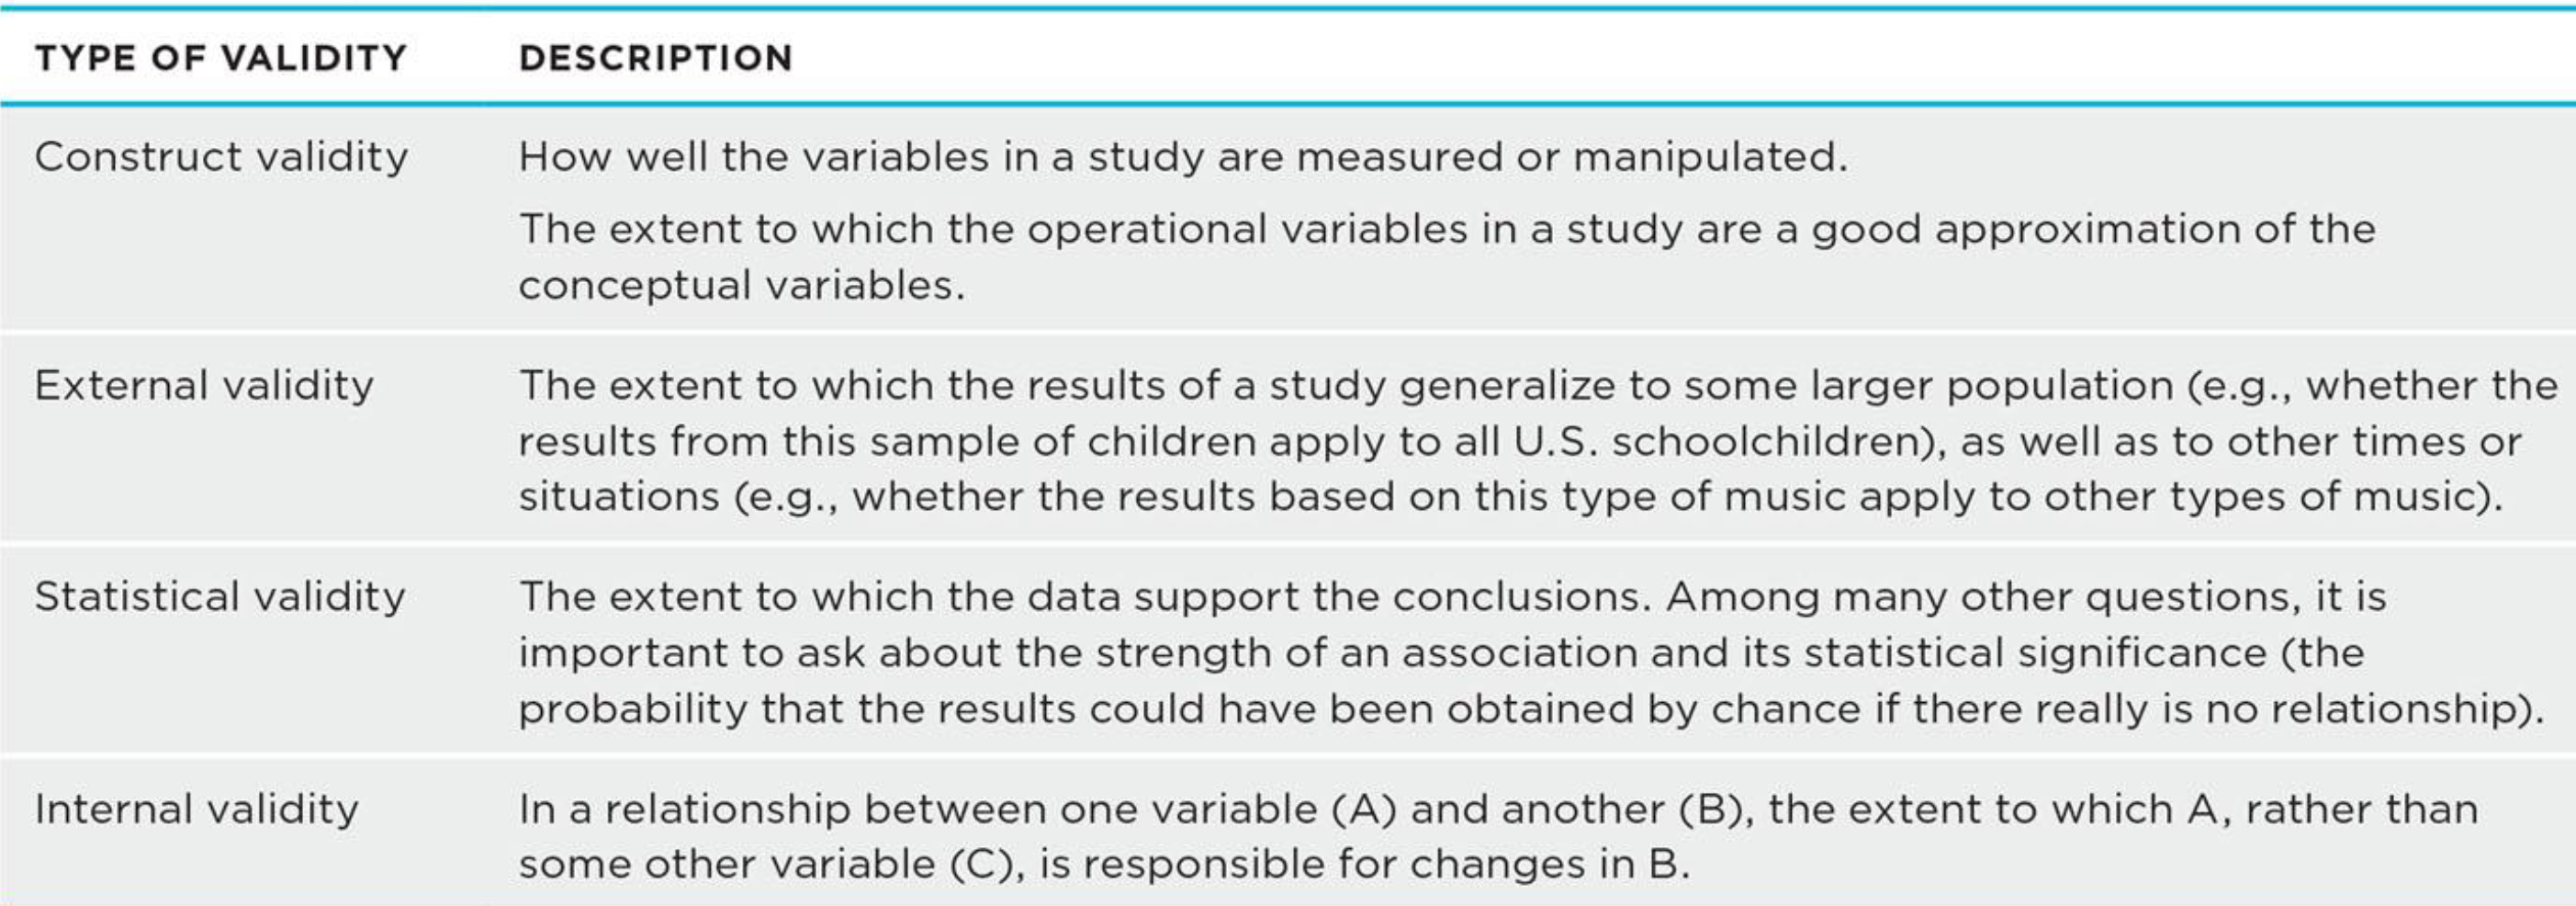 TYPE OF VALIDITY DESCRIPTION
Construct validity How well the variables in a study are measured or manipulated.
The extent to which the operational variables in a study are a good approximation of the
conceptual variables.
External validity The extent to which the results of a study generalize to some larger population (e.g., whether the
results from this sample of children apply to all U.S. schoolchildren), as well as to other times or
situations (e.g., whether the results based on this type of music apply to other types of music).
Statistical validity The extent to which the data support the conclusions. Among many other questions, it is
important to ask about the strength of an association and its statistical significance (the
probability that the results could have been obtained by chance if there really is no relationship).
Internal validity In a relationship between one variable (A) and another (B), the extent to which A, rather than
some other variable (C), is responsible for changes in B.